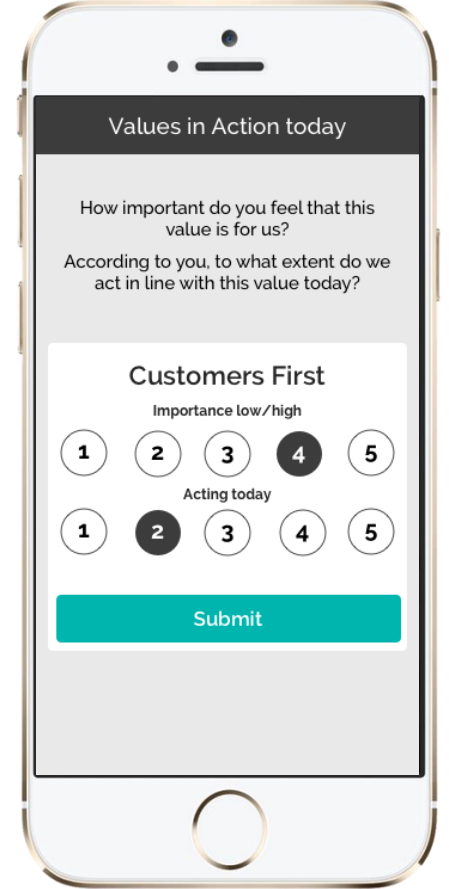 Values in Action today
How important do you feel that this
value is for us?
According to you, to what extent do we
act in line with this value today?
Customers First
Importance low/high
1 2 3 4 5
Acting today
1 2 3 4 5
Submit